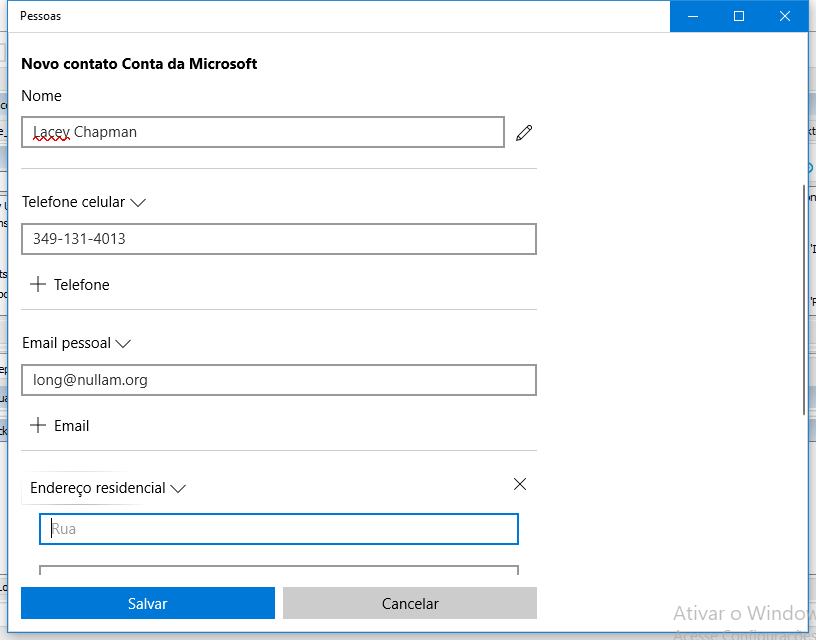 Pessoas
Novo contato Conta da Microsoft
Nome
Lacey Chapman
Telefone celular
349-131-4013
Telefone
Email pessoal
long@nullam.org
Email
Endereço residencial
Rua
Salvar
Cancelar
Ativar o Window
Acesse Configurações